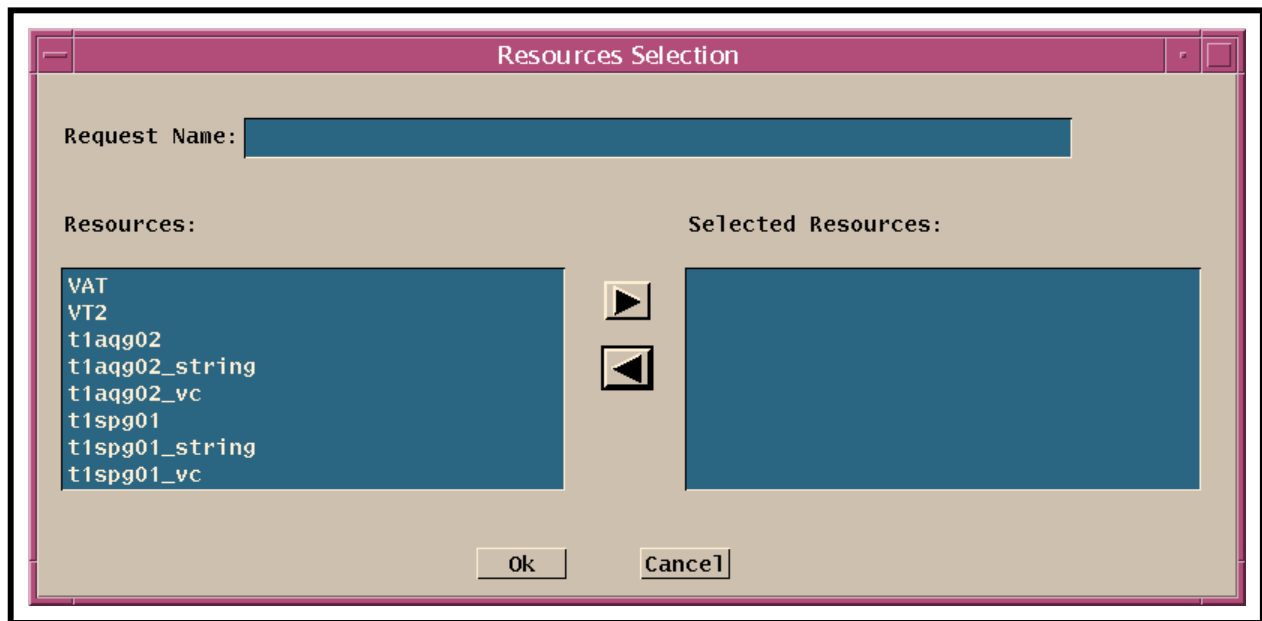 Resources Selection
Request Name:
Resources:
Selected Resources:
VAT
VT2
t1aqg02
t1aqg02_string
t1aqg02_vc
t1spg01
t1spg01_string
t1spg01_vc
Ok
Cancel